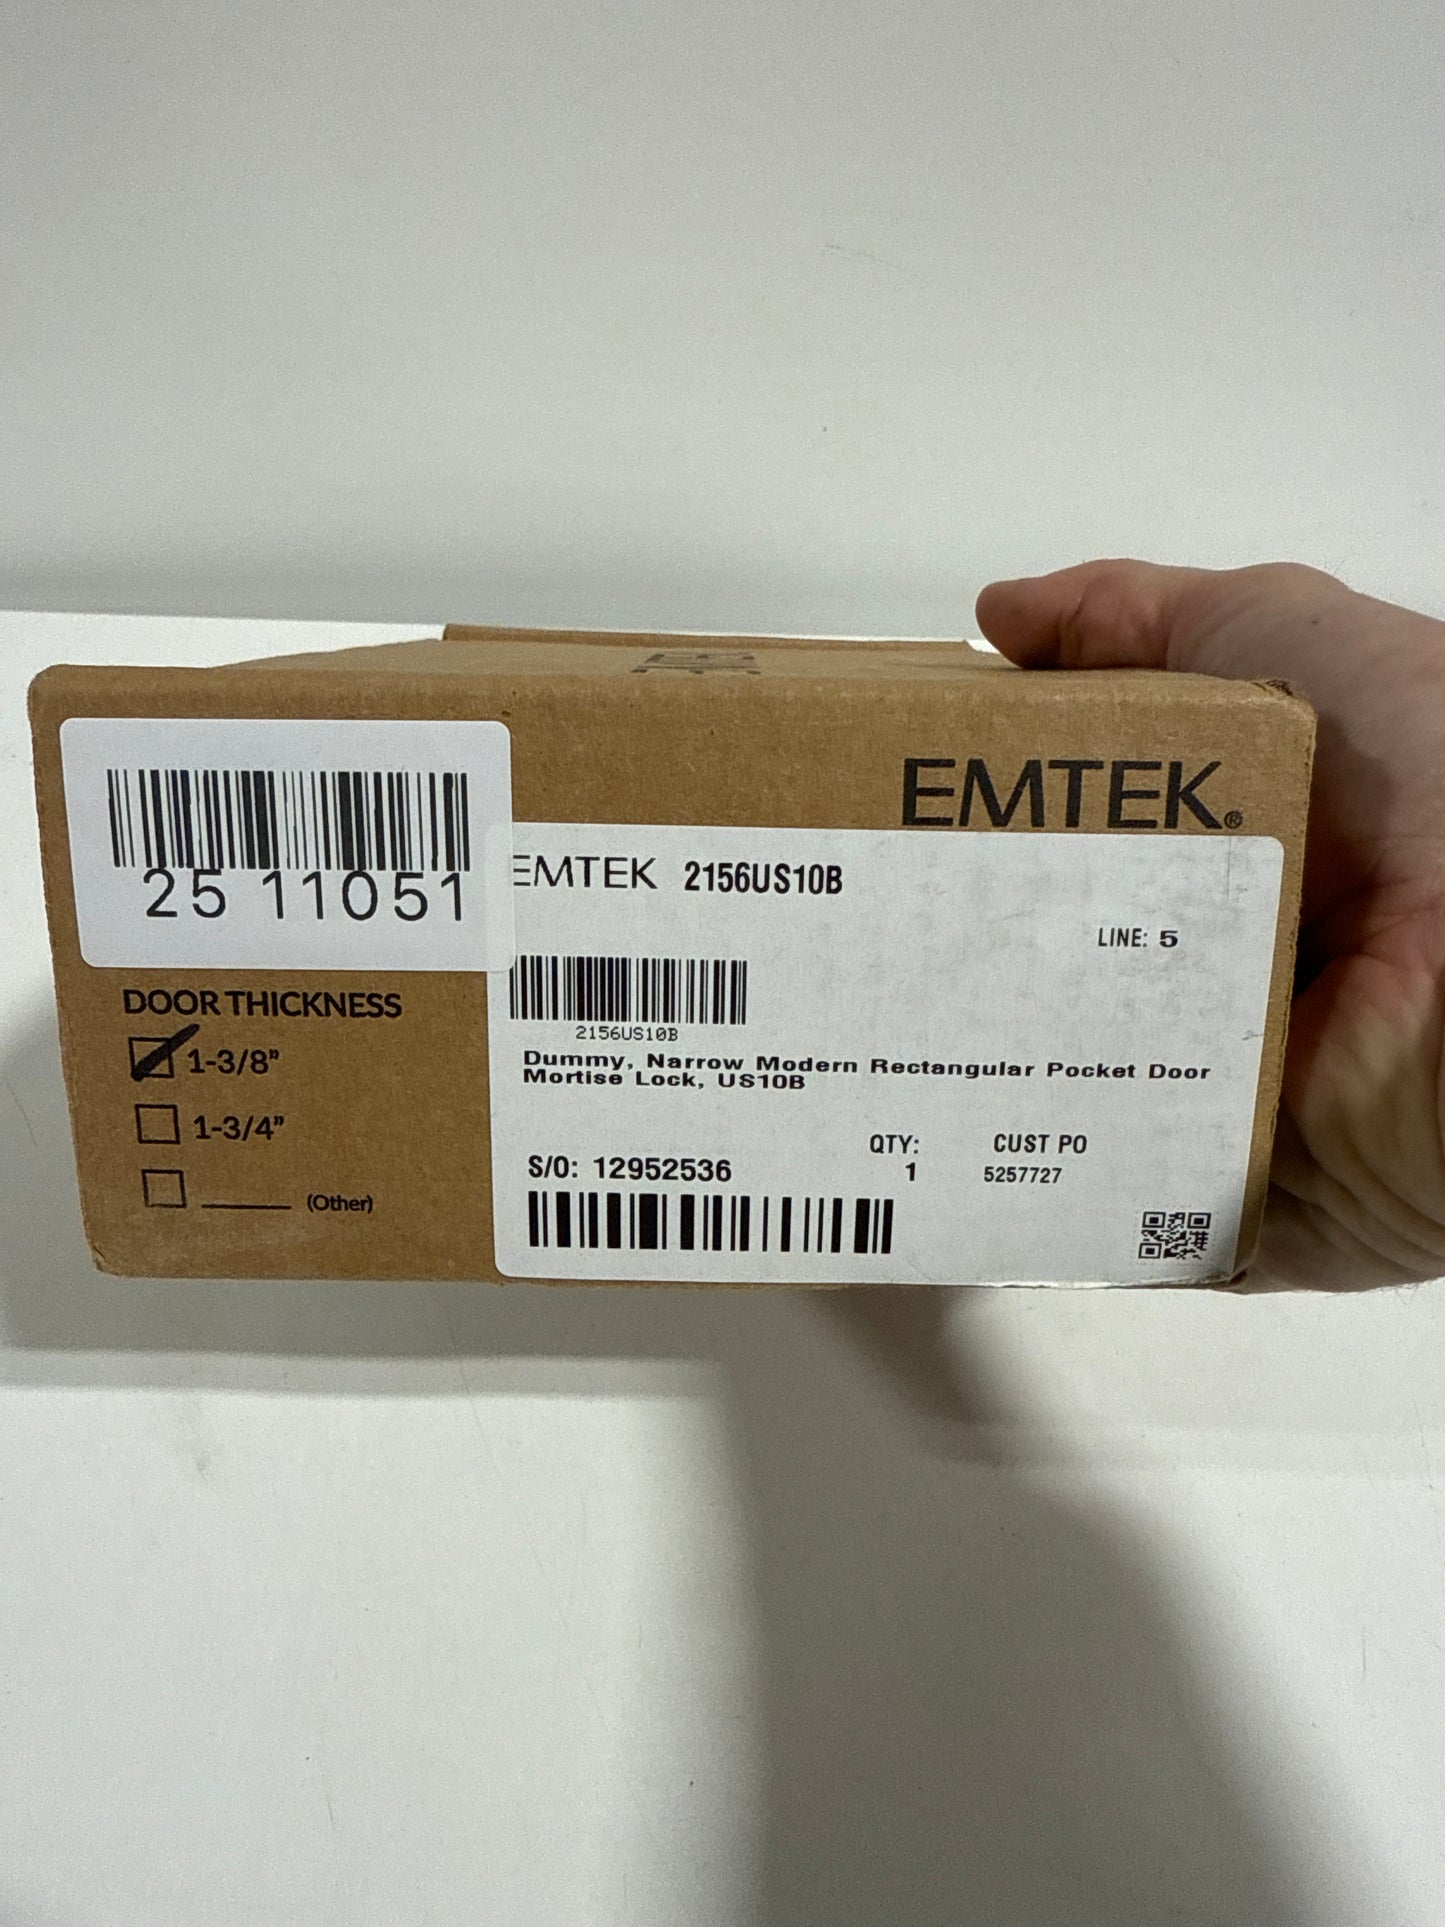 EMTEK®
25 11051
EMTEK 2156US10B
LINE: 5
2156US10B
Dummy, Narrow Modern Rectangular Pocket Door
Mortise Lock, US10B
S/O: 12952536
QTY:
1
CUST PO
5257727
DOOR THICKNESS
1-3/8"
1-3/4"
______ (Other)